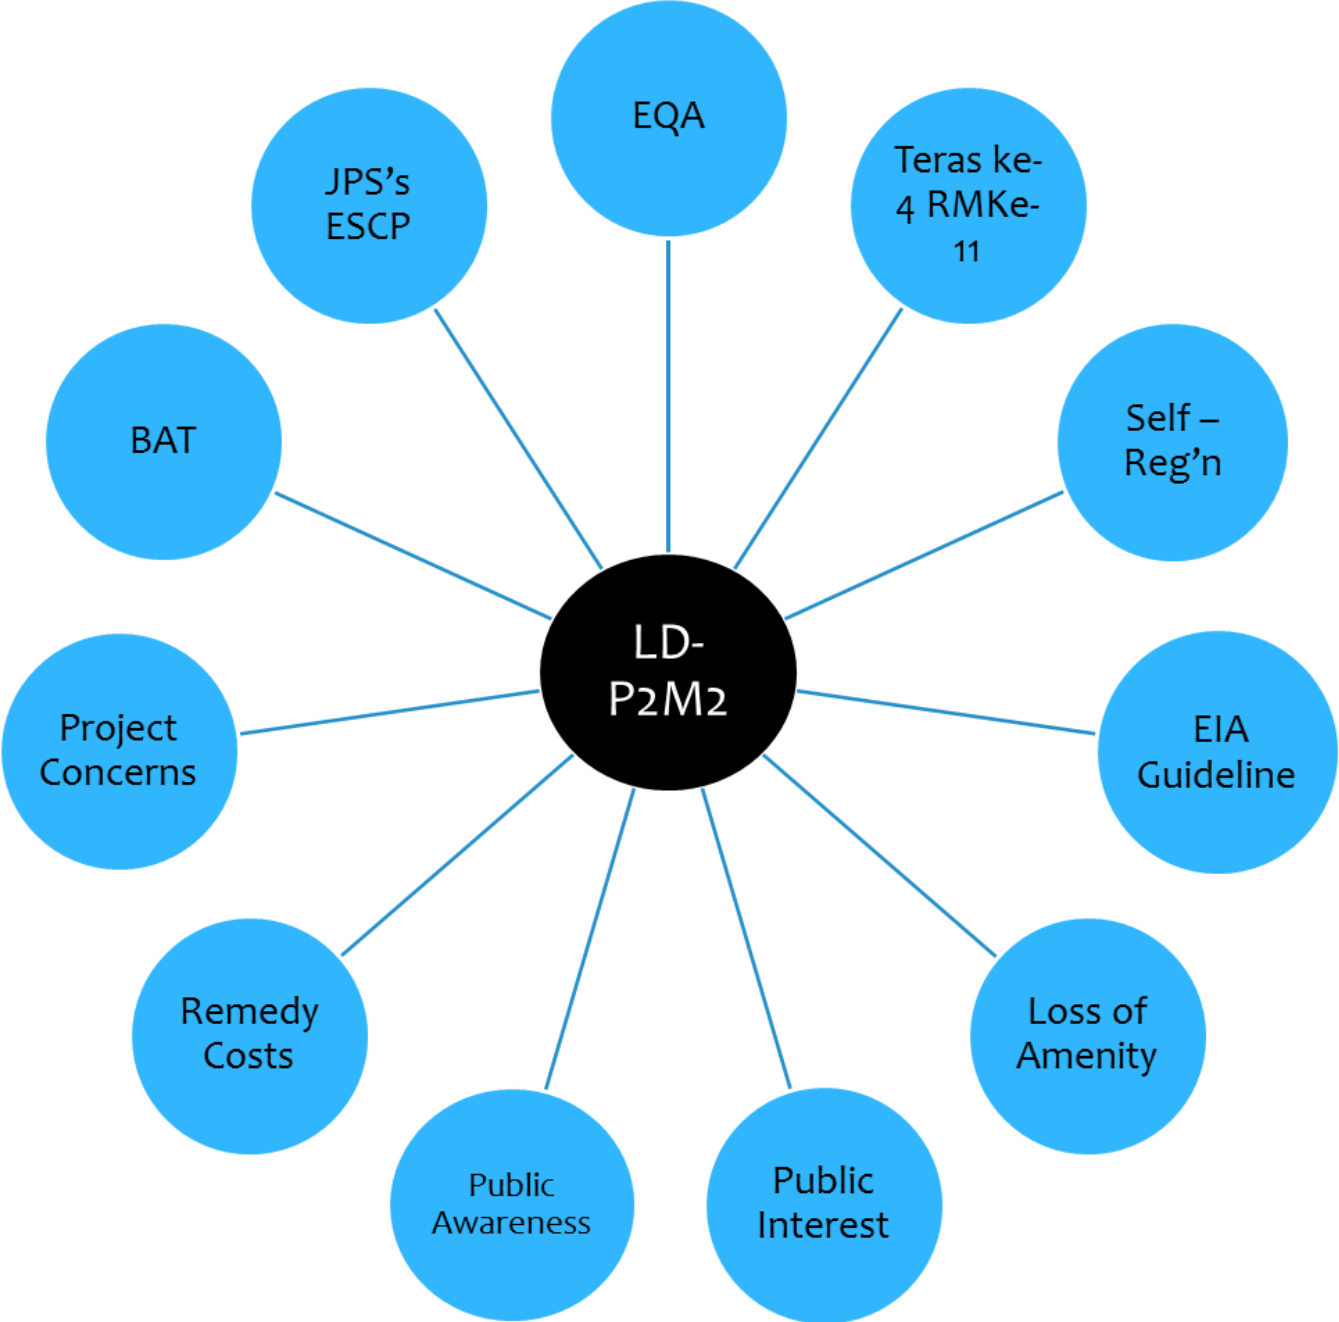 EQA
Teras ke-
4 RMKe-
11
Self –
Reg’n
EIA
Guideline
Loss of
Amenity
Public
Interest
Public
Awareness
Remedy
Costs
Project
Concerns
BAT
JPS’s
ESCP
LD-
P2M2